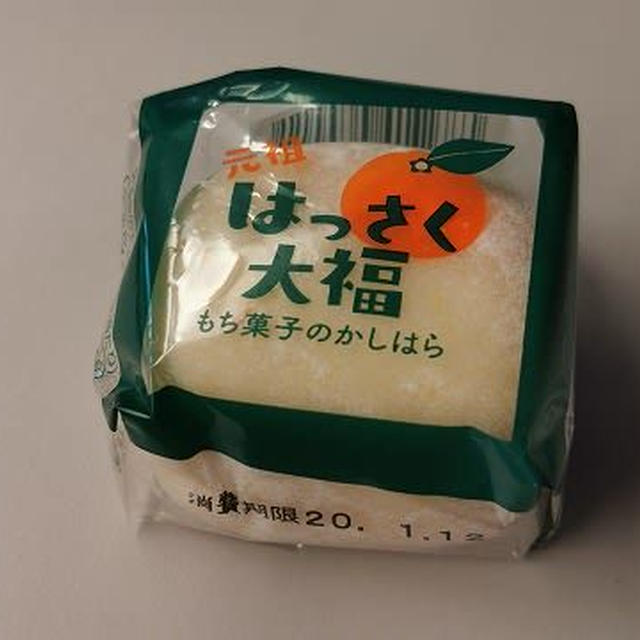 元祖
はっさく
大福
もち菓子のかしはら
消費期限20. 1.12